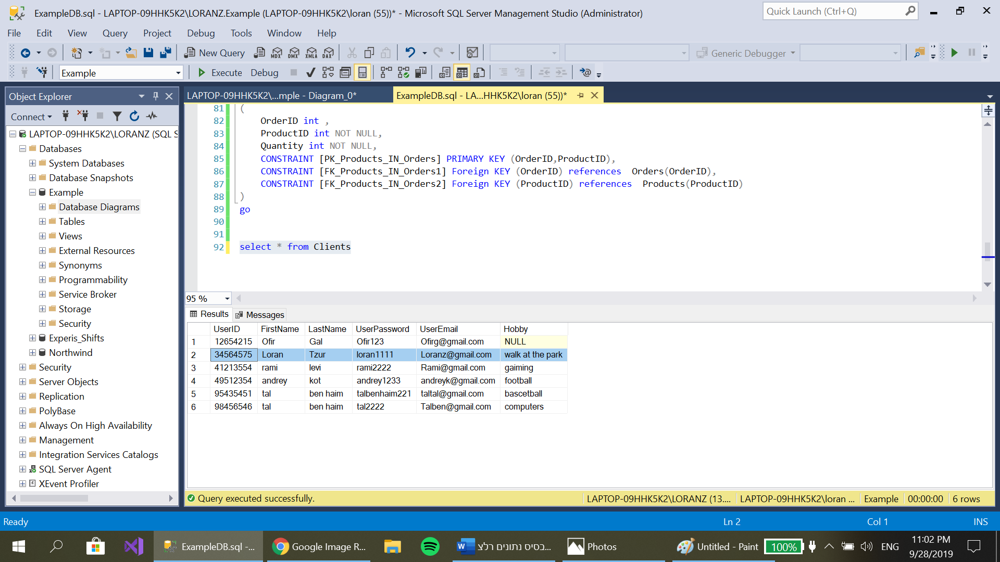 ExampleDB.sql - LAPTOP-09HHK5K2\LORANZ.Example (LAPTOP-09HHK5K2\loran (55))* - Microsoft SQL Server Management Studio (Administrator)
Quick Launch (Ctrl+Q)
File Edit View Query Project Debug Tools Window Help
New Query MDX DMX XMLA DAX Generic Debugger
Example Execute Debug
Object Explorer
Connect
LAPTOP-09HHK5K2\LORANZ (SQL S
Databases
System Databases
Database Snapshots
Example
Database Diagrams
Tables
Views
External Resources
Synonyms
Programmability
Service Broker
Storage
Security
Experis_Shifts
Northwind
Security
Server Objects
Replication
PolyBase
Always On High Availability
Management
Integration Services Catalogs
SQL Server Agent
XEvent Profiler
LAPTOP-09HHK5K2\...mple - Diagram_0* ExampleDB.sql - LA...HHK5K2\loran (55))*
81 (
82 OrderID int ,
83 ProductID int NOT NULL,
84 Quantity int NOT NULL,
85 CONSTRAINT [PK_Products_IN_Orders] PRIMARY KEY (OrderID,ProductID),
86 CONSTRAINT [FK_Products_IN_Orders1] Foreign KEY (OrderID) references Orders(OrderID),
87 CONSTRAINT [FK_Products_IN_Orders2] Foreign KEY (ProductID) references Products(ProductID)
88 )
89 go
90
91
92 select * from Clients
95 %
Results Messages
UserID FirstName LastName UserPassword UserEmail Hobby
1 12654215 Ofir Gal Ofir123 Ofirg@gmail.com NULL
2 34564575 Loran Tzur loran1111 Loranz@gmail.com walk at the park
3 41213554 rami levi rami2222 Rami@gmail.com gaiming
4 49512354 andrey kot andrey1233 andreyk@gmail.com football
5 95435451 tal ben haim talbenhaim221 taltal@gmail.com bascetball
6 98456546 tal ben haim tal2222 Talben@gmail.com computers
Query executed successfully. LAPTOP-09HHK5K2\LORANZ (13.... LAPTOP-09HHK5K2\loran ... Example 00:00:00 6 rows
Ready Ln 2 Col 1 INS
ExampleDB.sql -... Google Image R... בסיס נתונים רלצ... Photos Untitled - Paint 100% ENG 11:02 PM
9/28/2019